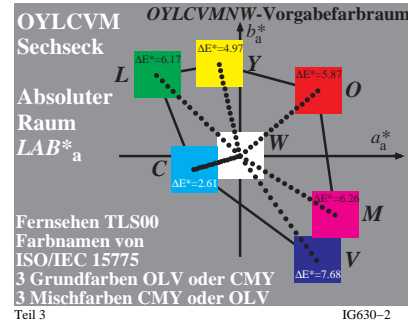 OYLCVM
Sechseck
OYLCVMNW-Vorgabefarbraum
b*a
ΔE*=6.17
ΔE*=4.97
L
Y
ΔE*=5.87
O
Absoluter
Raum
LAB*a
W
a*a
C
ΔE*=2.61
ΔE*=6.26
M
Fernsehen TLS00
Farbnamen von
ISO/IEC 15775
V
ΔE*=7.68
3 Grundfarben OLV oder CMY
3 Mischfarben CMY oder OLV
Teil 3
IG630−2